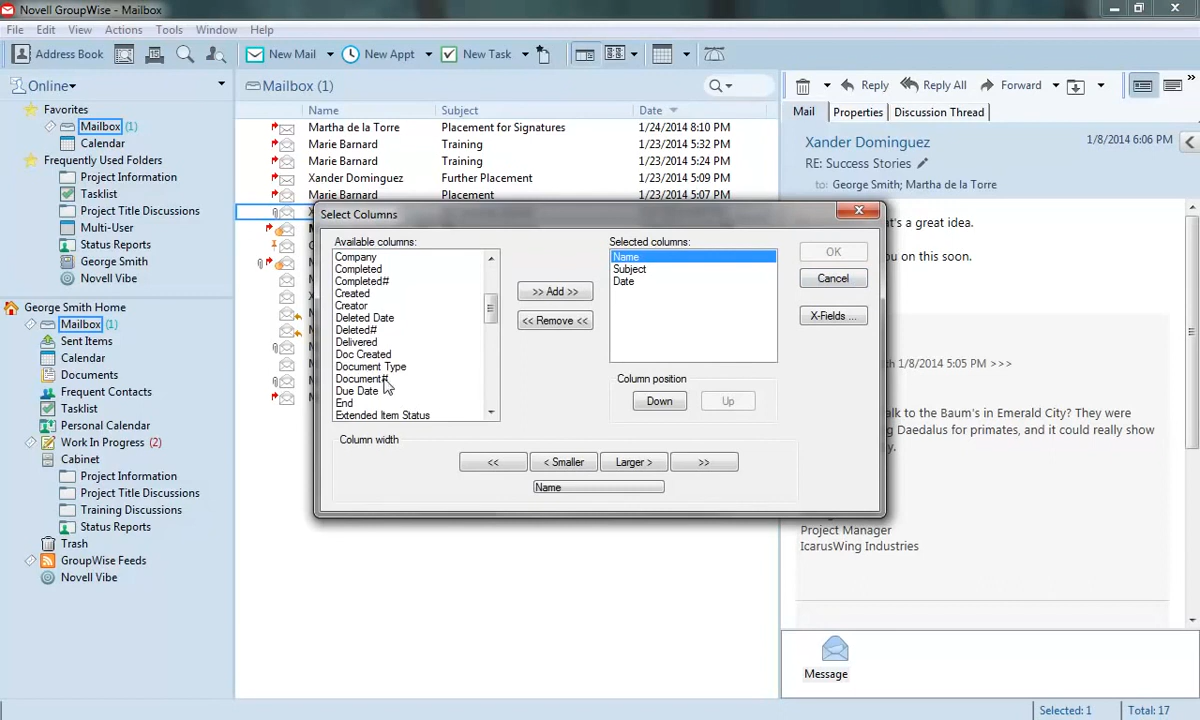 Novell GroupWise - Mailbox
File Edit View Actions Tools Window Help
Address Book New Mail New Appt New Task
Online
Favorites
Mailbox (1)
Calendar
Frequently Used Folders
Project Information
Tasklist
Project Title Discussions
Multi-User
Status Reports
George Smith
Novell Vibe
George Smith Home
Mailbox (1)
Sent Items
Calendar
Documents
Frequent Contacts
Tasklist
Personal Calendar
Work In Progress (2)
Cabinet
Project Information
Project Title Discussions
Training Discussions
Status Reports
Trash
GroupWise Feeds
Novell Vibe
Mailbox (1)
Name Subject Date
Martha de la Torre Placement for Signatures 1/24/2014 8:10 PM
Marie Barnard Training 1/23/2014 5:32 PM
Marie Barnard Training 1/23/2014 5:24 PM
Xander Dominguez Further Placement 1/23/2014 5:09 PM
Marie Barnard Placement 1/23/2014 5:07 PM
Select Columns
Available columns:
Company
Completed
Completed#
Created
Creator
Deleted Date
Deleted#
Delivered
Doc Created
Document Type
Document#
Due Date
End
Extended Item Status
>> Add >>
<< Remove <<
Selected columns:
Name
Subject
Date
OK
Cancel
X-Fields ...
Column position
Down Up
Column width
<< < Smaller Larger > >>
Name
Reply Reply All Forward
Mail Properties Discussion Thread
Xander Dominguez 1/8/2014 6:06 PM
RE: Success Stories
to: George Smith; Martha de la Torre
's a great idea.
ou on this soon.
1/8/2014 5:05 PM >>>
alk to the Baum's in Emerald City? They were
g Daedalus for primates, and it could really show
Project Manager
IcarusWing Industries
Message
Selected: 1 Total: 17